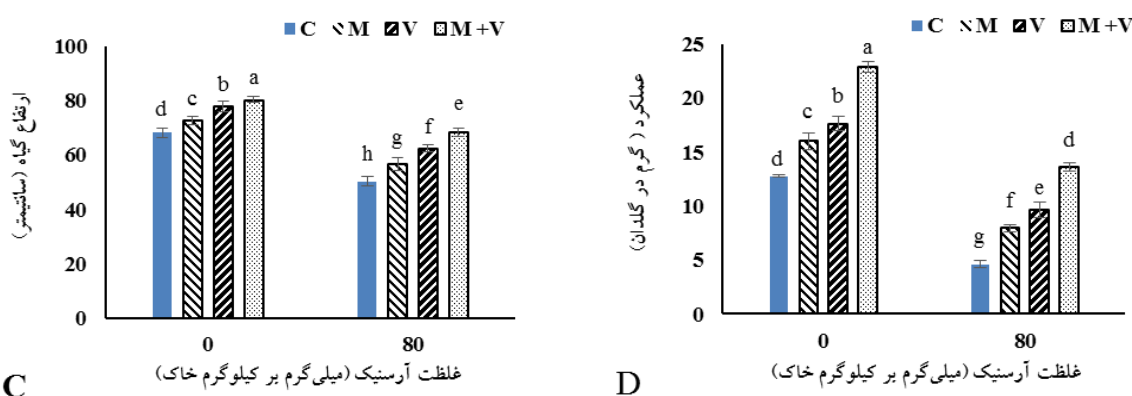 C M V M +V
ارتفاع گیاه (سانتیمتر)
100
80
60
40
20
0
d c b a
h g f e
0 80
غلظت آرسنیک (میلی‌گرم بر کیلوگرم خاک)
C
C M V M +V
عملکرد ( گرم در گلدان)
25
20
15
10
5
0
d c b a
g f e d
0 80
غلظت آرسنیک (میلی‌گرم بر کیلوگرم خاک)
D